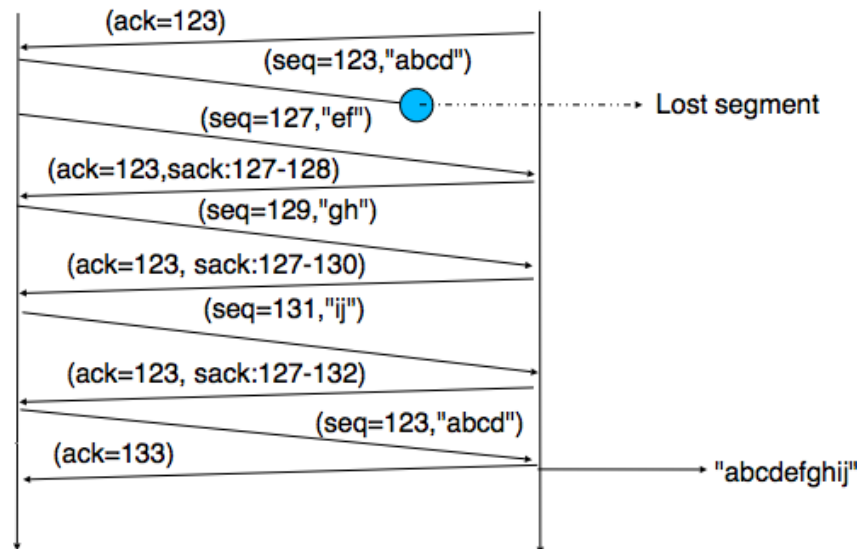 (ack=123)
(seq=123,"abcd")
Lost segment
(seq=127,"ef")
(ack=123,sack:127-128)
(seq=129,"gh")
(ack=123, sack:127-130)
(seq=131,"ij")
(ack=123, sack:127-132)
(seq=123,"abcd")
(ack=133)
"abcdefghij"